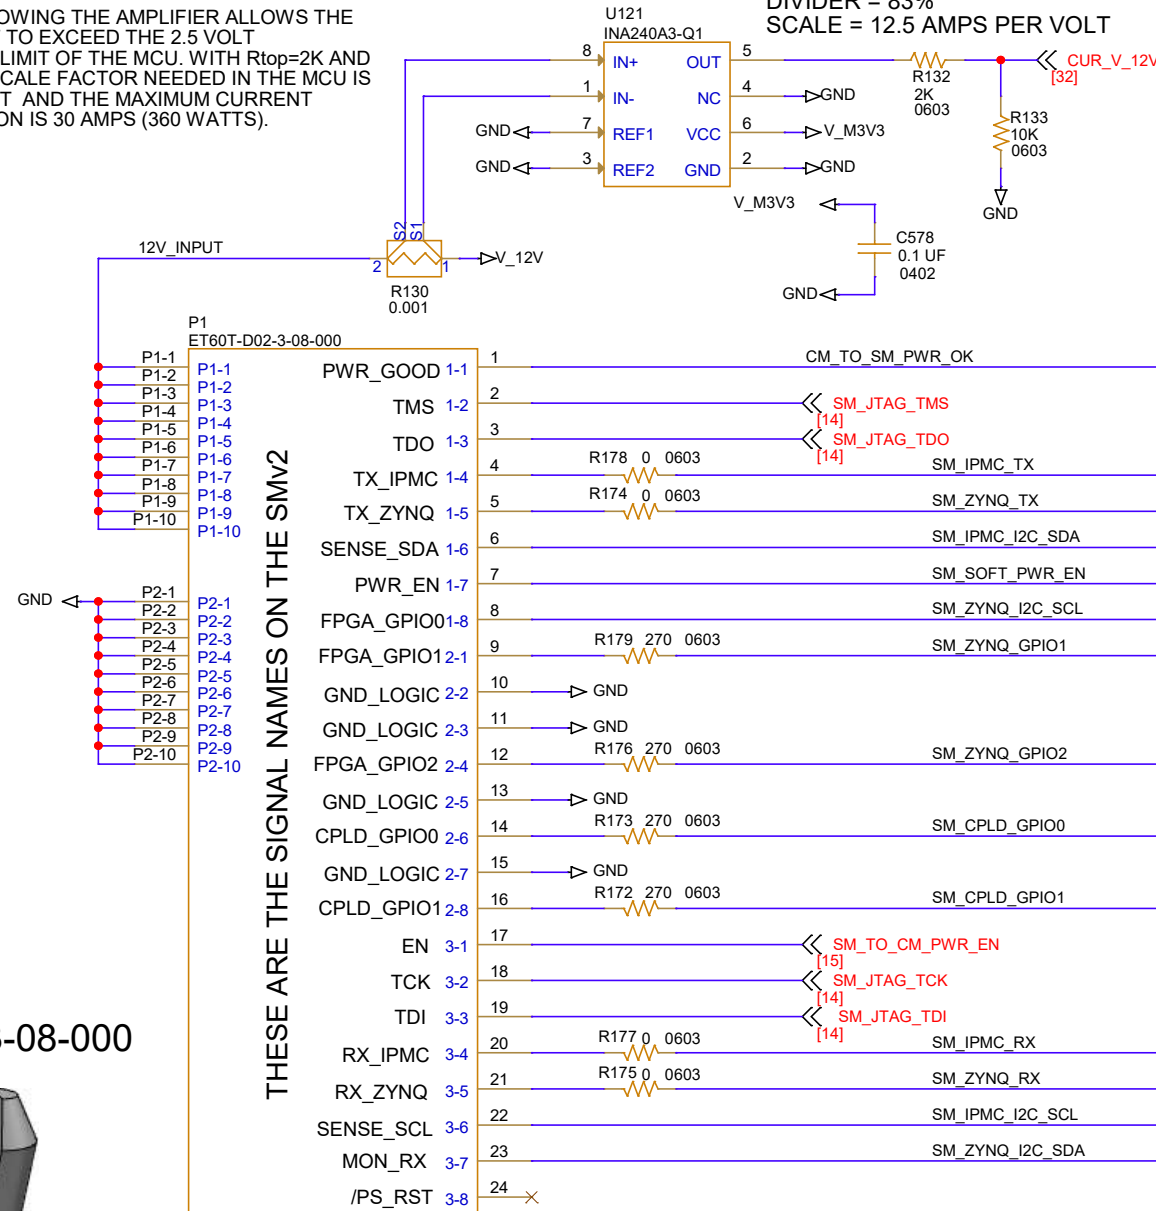 OWING THE AMPLIFIER ALLOWS THE
TO EXCEED THE 2.5 VOLT
LIMIT OF THE MCU. WITH Rtop=2K AND
CALE FACTOR NEEDED IN THE MCU IS
T AND THE MAXIMUM CURRENT
ON IS 30 AMPS (360 WATTS).
DIVIDER = 83%
SCALE = 12.5 AMPS PER VOLT
U121
INA240A3-Q1
8 IN+ OUT 5
1 IN- NC 4 GND
GND 7 REF1 VCC 6 V_M3V3
GND 3 REF2 GND 2 GND
R132
2K
0603
CUR_V_12V
[32]
R133
10K
0603
GND
V_M3V3
C578
0.1 UF
0402
GND
12V_INPUT
S2 S1
2 1 V_12V
R130
0.001
P1
ET60T-D02-3-08-000
P1-1 P1-1
P1-2 P1-2
P1-3 P1-3
P1-4 P1-4
P1-5 P1-5
P1-6 P1-6
P1-7 P1-7
P1-8 P1-8
P1-9 P1-9
P1-10 P1-10
GND
P2-1 P2-1
P2-2 P2-2
P2-3 P2-3
P2-4 P2-4
P2-5 P2-5
P2-6 P2-6
P2-7 P2-7
P2-8 P2-8
P2-9 P2-9
P2-10 P2-10
THESE ARE THE SIGNAL NAMES ON THE SMv2
PWR_GOOD 1-1 1 CM_TO_SM_PWR_OK
TMS 1-2 2 SM_JTAG_TMS
[14]
TDO 1-3 3 SM_JTAG_TDO
[14]
TX_IPMC 1-4 4 R178 0 0603 SM_IPMC_TX
TX_ZYNQ 1-5 5 R174 0 0603 SM_ZYNQ_TX
SENSE_SDA 1-6 6 SM_IPMC_I2C_SDA
PWR_EN 1-7 7 SM_SOFT_PWR_EN
FPGA_GPIO0 1-8 8 SM_ZYNQ_I2C_SCL
FPGA_GPIO1 2-1 9 R179 270 0603 SM_ZYNQ_GPIO1
GND_LOGIC 2-2 10 GND
GND_LOGIC 2-3 11 GND
FPGA_GPIO2 2-4 12 R176 270 0603 SM_ZYNQ_GPIO2
GND_LOGIC 2-5 13 GND
CPLD_GPIO0 2-6 14 R173 270 0603 SM_CPLD_GPIO0
GND_LOGIC 2-7 15 GND
CPLD_GPIO1 2-8 16 R172 270 0603 SM_CPLD_GPIO1
EN 3-1 17 SM_TO_CM_PWR_EN
[15]
TCK 3-2 18 SM_JTAG_TCK
[14]
TDI 3-3 19 SM_JTAG_TDI
[14]
RX_IPMC 3-4 20 R177 0 0603 SM_IPMC_RX
RX_ZYNQ 3-5 21 R175 0 0603 SM_ZYNQ_RX
SENSE_SCL 3-6 22 SM_IPMC_I2C_SCL
MON_RX 3-7 23 SM_ZYNQ_I2C_SDA
/PS_RST 3-8 24
-08-000